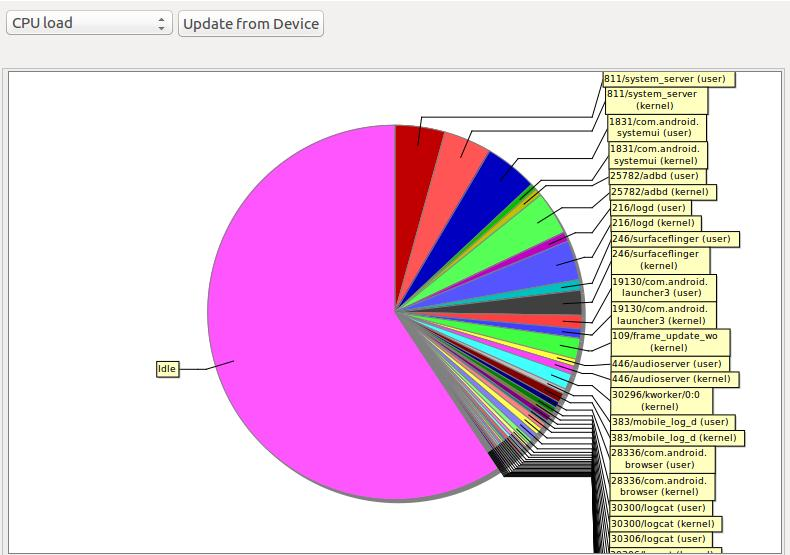 CPU load
Update from Device
811/system_server (user)
811/system_server
(kernel)
1831/com.android.
systemui (user)
1831/com.android.
systemui (kernel)
25782/adbd (user)
25782/adbd (kernel)
216/logd (user)
216/logd (kernel)
246/surfaceflinger (user)
246/surfaceflinger
(kernel)
19130/com.android.
launcher3 (user)
19130/com.android.
launcher3 (kernel)
109/frame_update_wo
(kernel)
446/audioserver (user)
446/audioserver (kernel)
30296/kworker/0:0
(kernel)
383/mobile_log_d (user)
383/mobile_log_d (kernel)
28336/com.android.
browser (user)
28336/com.android.
browser (kernel)
30300/logcat (user)
30300/logcat (kernel)
30306/logcat (user)
Idle